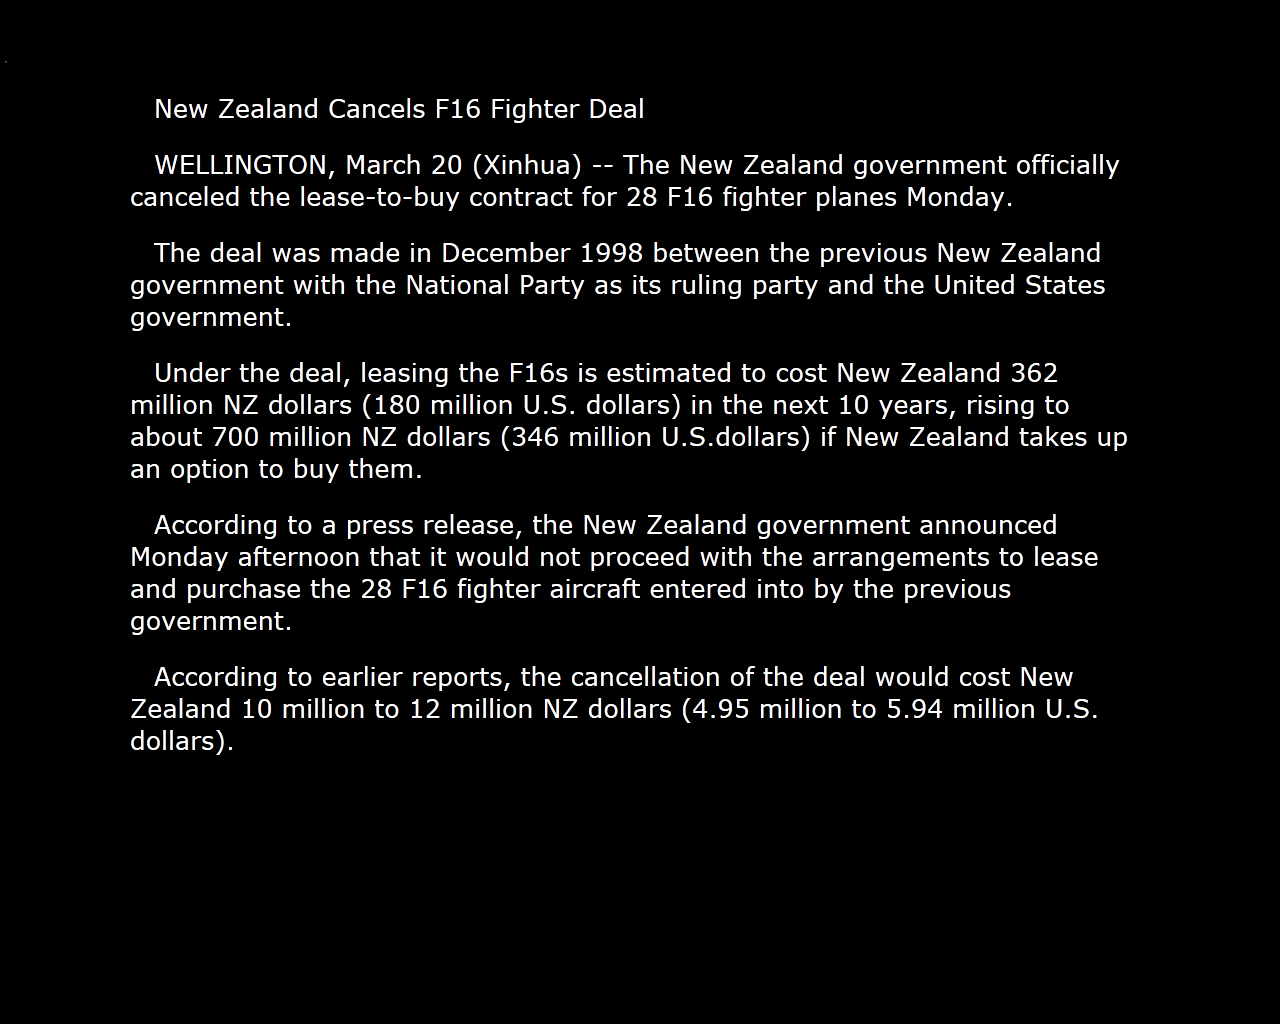 New Zealand Cancels F16 Fighter Deal
WELLINGTON, March 20 (Xinhua) -- The New Zealand government officially
canceled the lease-to-buy contract for 28 F16 fighter planes Monday.
The deal was made in December 1998 between the previous New Zealand
government with the National Party as its ruling party and the United States
government.
Under the deal, leasing the F16s is estimated to cost New Zealand 362
million NZ dollars (180 million U.S. dollars) in the next 10 years, rising to
about 700 million NZ dollars (346 million U.S.dollars) if New Zealand takes up
an option to buy them.
According to a press release, the New Zealand government announced
Monday afternoon that it would not proceed with the arrangements to lease
and purchase the 28 F16 fighter aircraft entered into by the previous
government.
According to earlier reports, the cancellation of the deal would cost New
Zealand 10 million to 12 million NZ dollars (4.95 million to 5.94 million U.S.
dollars).